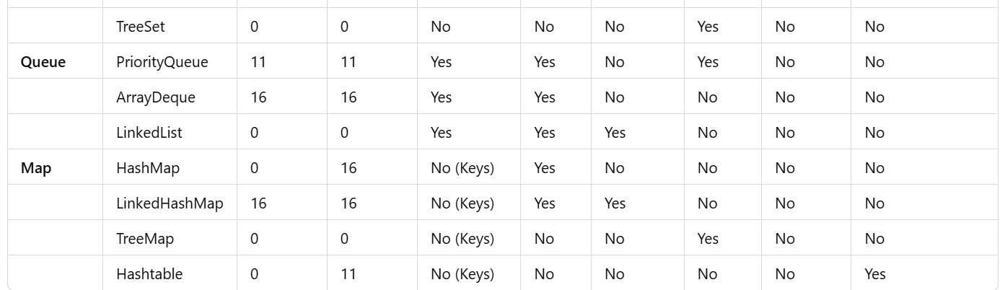 TreeSet 0 0 No No No Yes No No
Queue PriorityQueue 11 11 Yes Yes No Yes No No
ArrayDeque 16 16 Yes Yes No No No No
LinkedList 0 0 Yes Yes Yes No No No
Map HashMap 0 16 No (Keys) Yes No No No No
LinkedHashMap 16 16 No (Keys) Yes Yes No No No
TreeMap 0 0 No (Keys) No No Yes No No
Hashtable 0 11 No (Keys) No No No No Yes